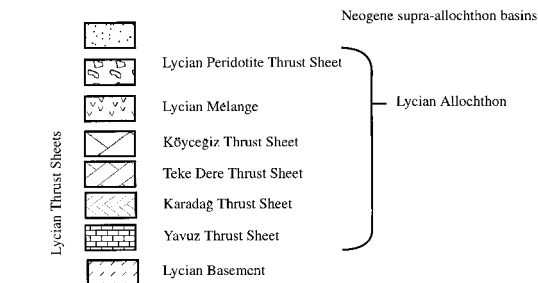 Neogene supra-allochthon basins
Lycian Peridotite Thrust Sheet
Lycian Mélange
Lycian Allochthon
Köyceğiz Thrust Sheet
Teke Dere Thrust Sheet
Karadağ Thrust Sheet
Yavuz Thrust Sheet
Lycian Basement
Lycian Thrust Sheets